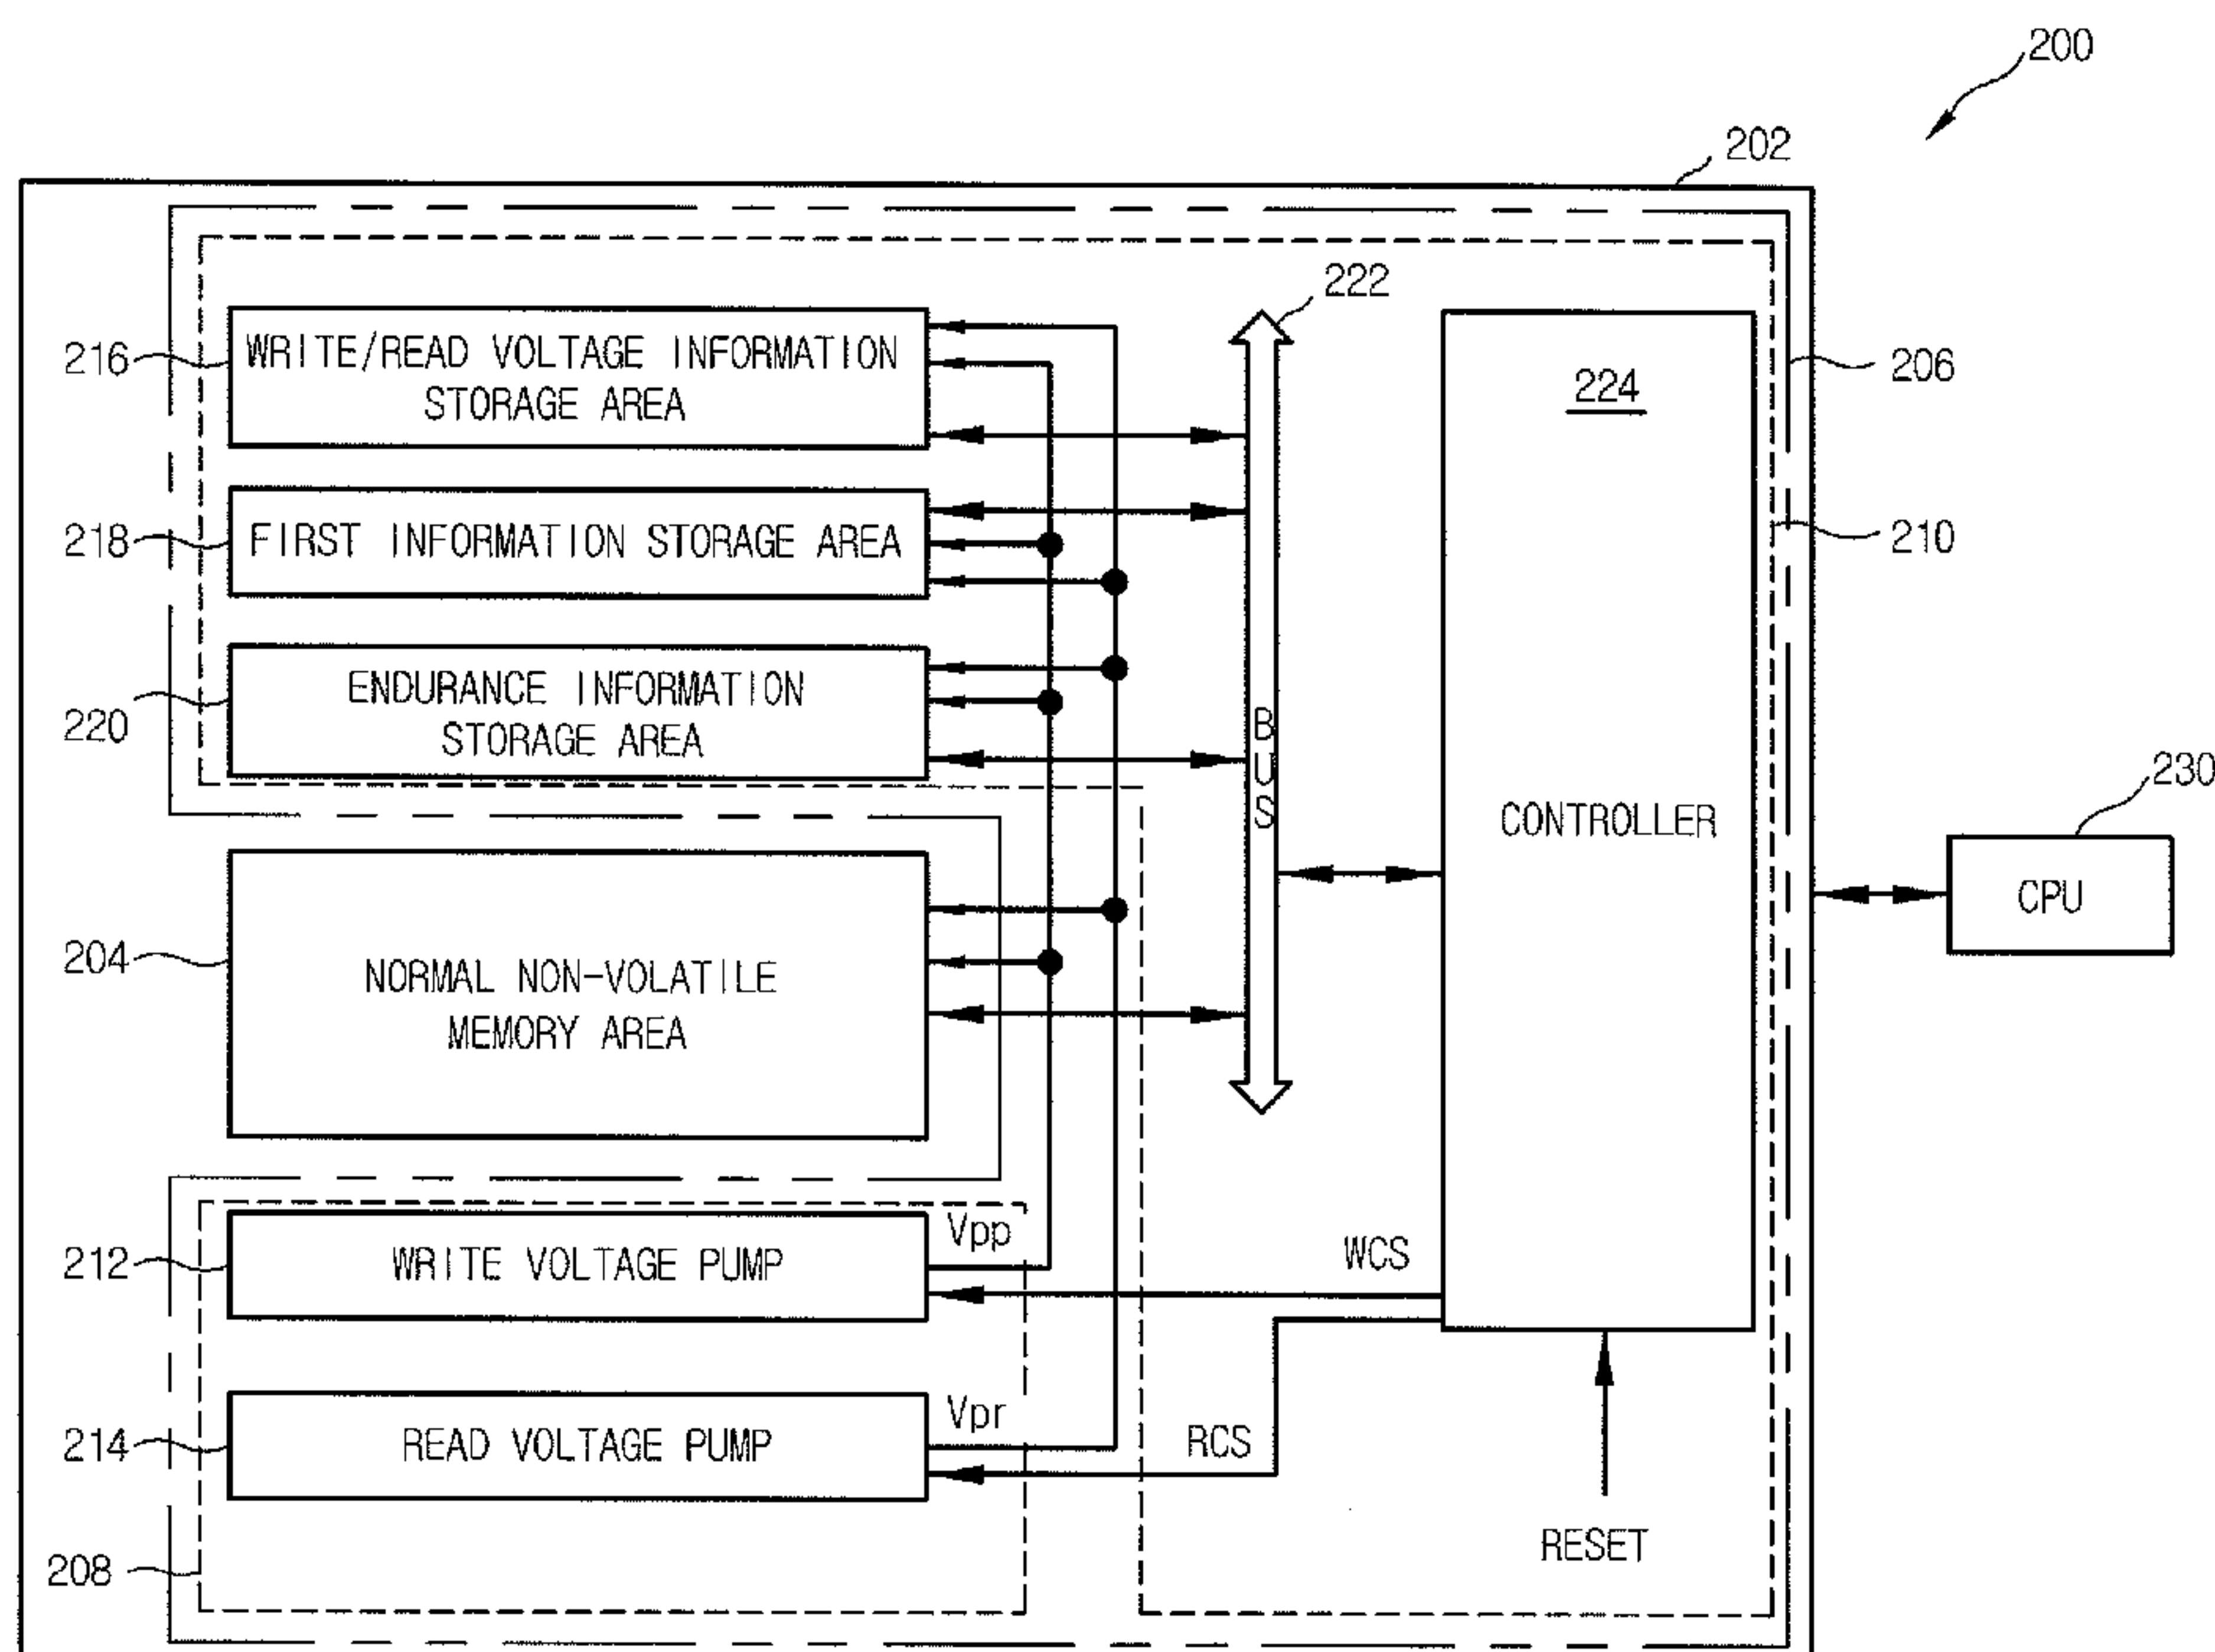 200
202
222
216
WRITE/READ VOLTAGE INFORMATION
STORAGE AREA
224
206
218
FIRST INFORMATION STORAGE AREA
210
220
ENDURANCE INFORMATION
STORAGE AREA
BUS
CONTROLLER
230
CPU
204
NORMAL NON-VOLATILE
MEMORY AREA
Vpp
212
WRITE VOLTAGE PUMP
WCS
Vpr
214
READ VOLTAGE PUMP
RCS
RESET
208